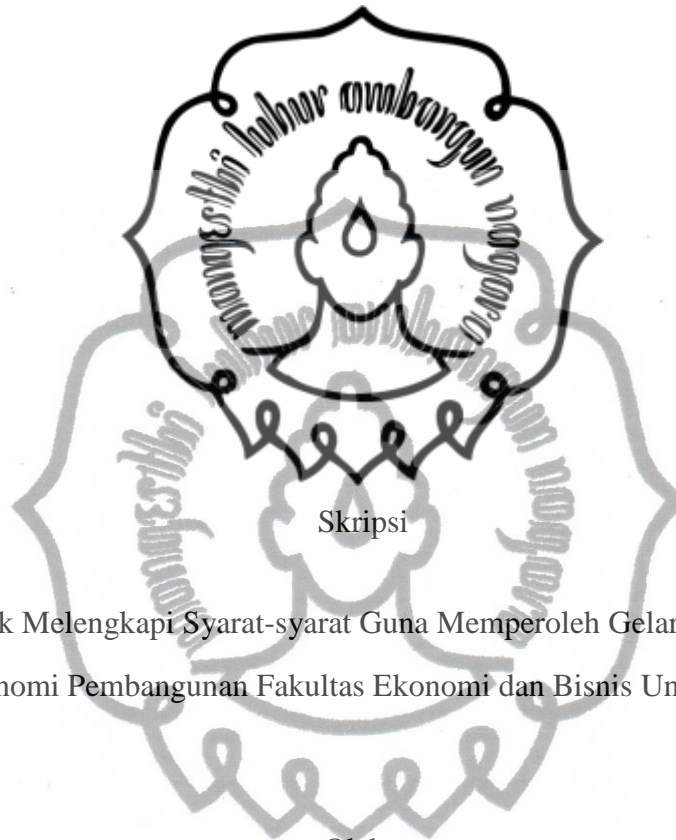 mangesthi luhur ambangun nagara
Skripsi
k Melengkapi Syarat-syarat Guna Memperoleh Gelar
nomi Pembangunan Fakultas Ekonomi dan Bisnis Un